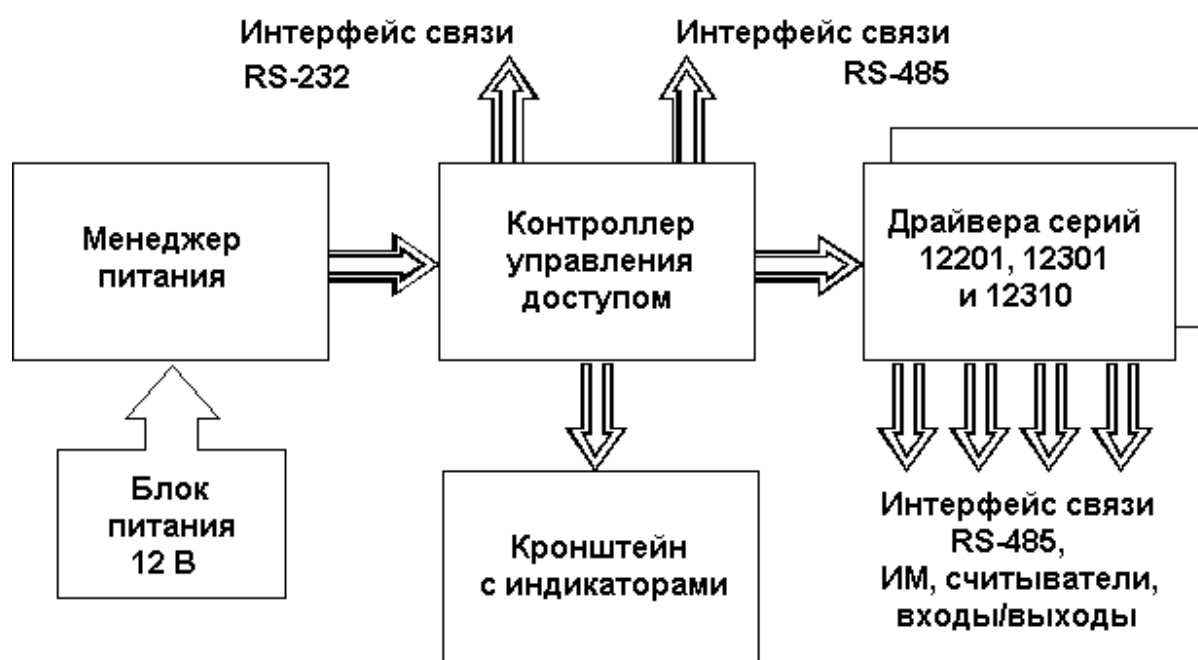 Интерфейс связи
RS-232
Интерфейс связи
RS-485
Менеджер
питания
Контроллер
управления
доступом
Драйвера серий
12201, 12301
и 12310
Блок
питания
12 В
Кронштейн
с индикаторами
Интерфейс связи
RS-485,
ИМ, считыватели,
входы/выходы